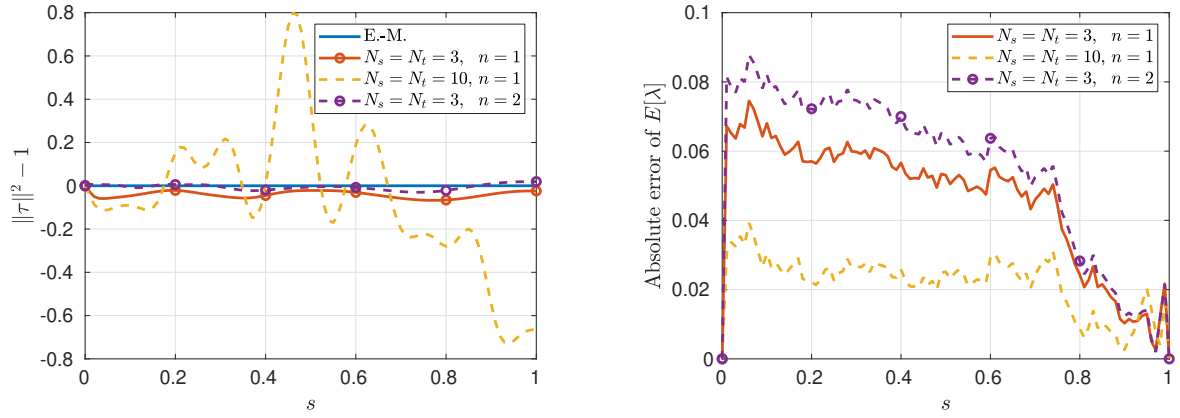 0.8
0.6
0.4
0.2
0
-0.2
-0.4
-0.6
-0.8
‖τ‖² − 1
0 0.2 0.4 0.6 0.8 1
s
E.-M.
N_s = N_t = 3, n = 1
N_s = N_t = 10, n = 1
N_s = N_t = 3, n = 2
0.1
0.08
0.06
0.04
0.02
0
Absolute error of E[λ]
0 0.2 0.4 0.6 0.8 1
s
N_s = N_t = 3, n = 1
N_s = N_t = 10, n = 1
N_s = N_t = 3, n = 2